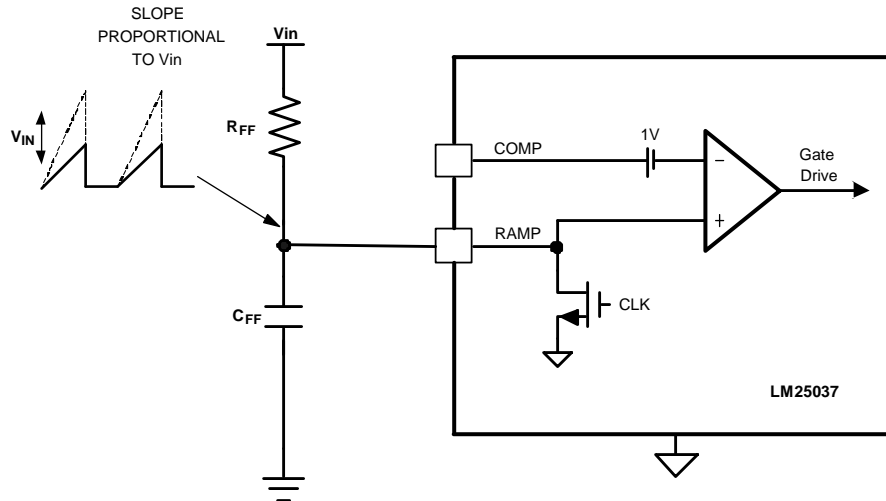 SLOPE
PROPORTIONAL
TO Vin
Vin
VIN
RFF
CFF
COMP
1V
Gate
Drive
RAMP
CLK
LM25037
−
+